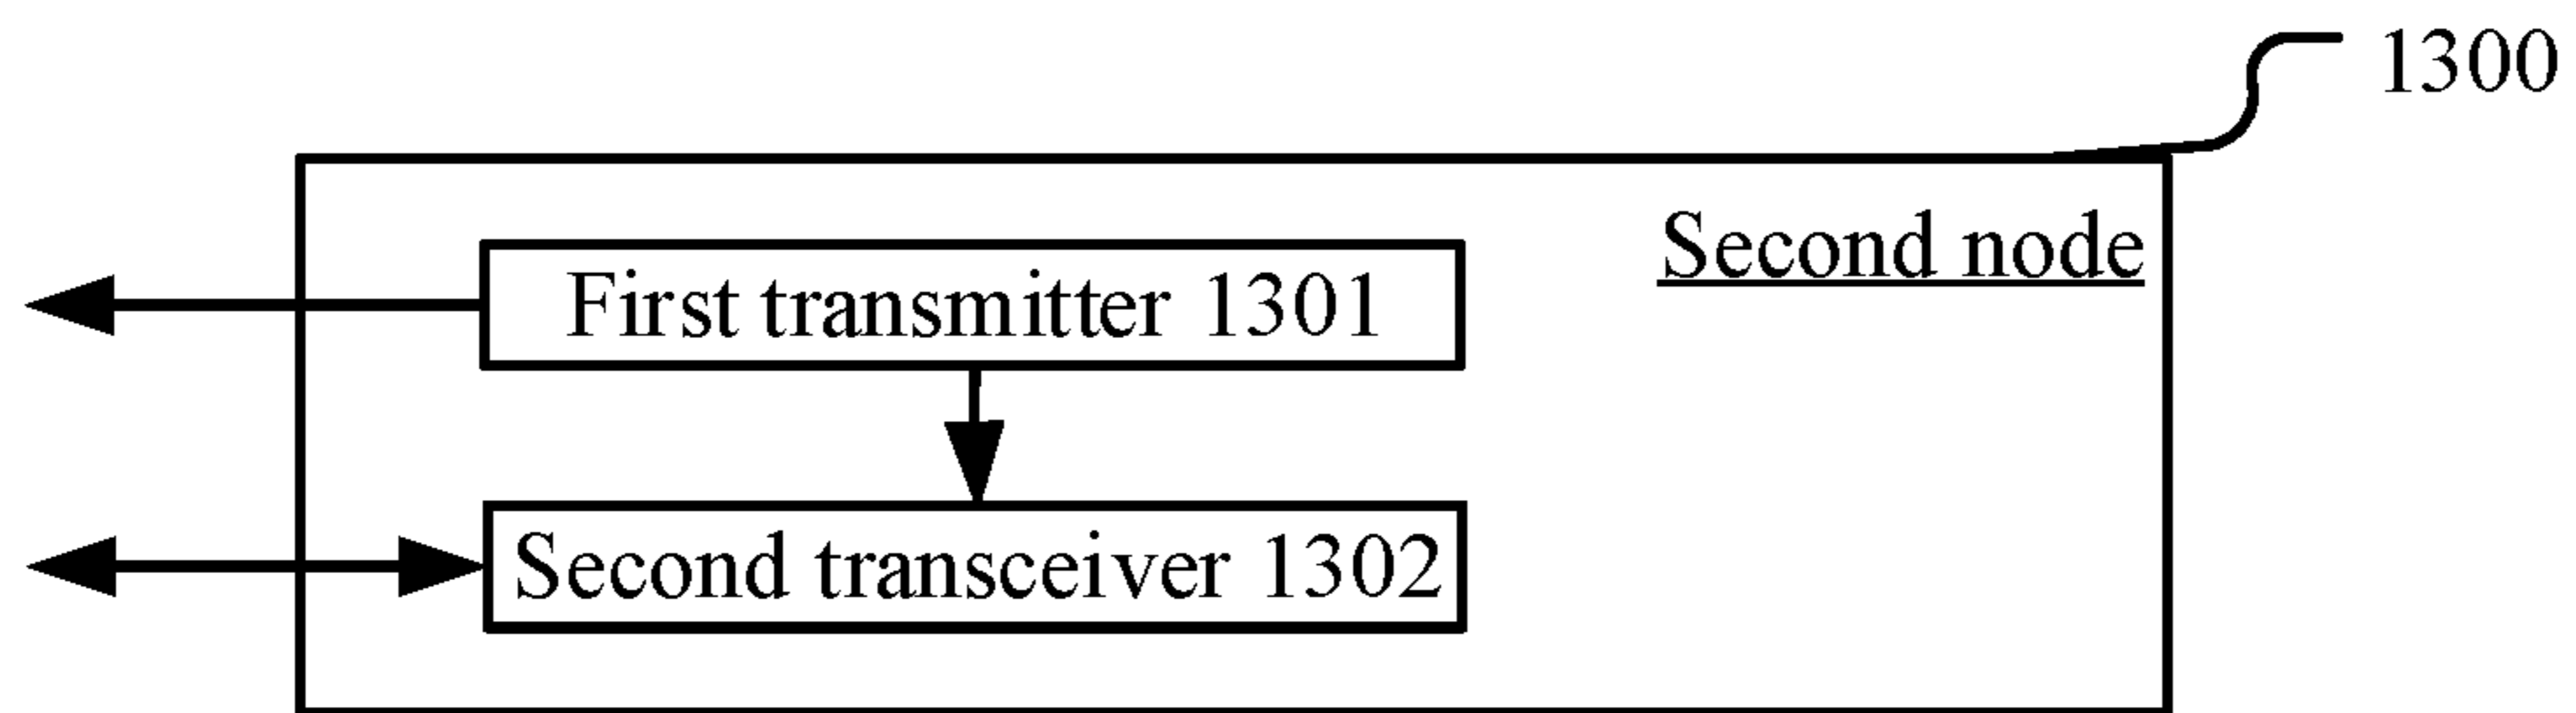 1300
Second node
First transmitter 1301
Second transceiver 1302